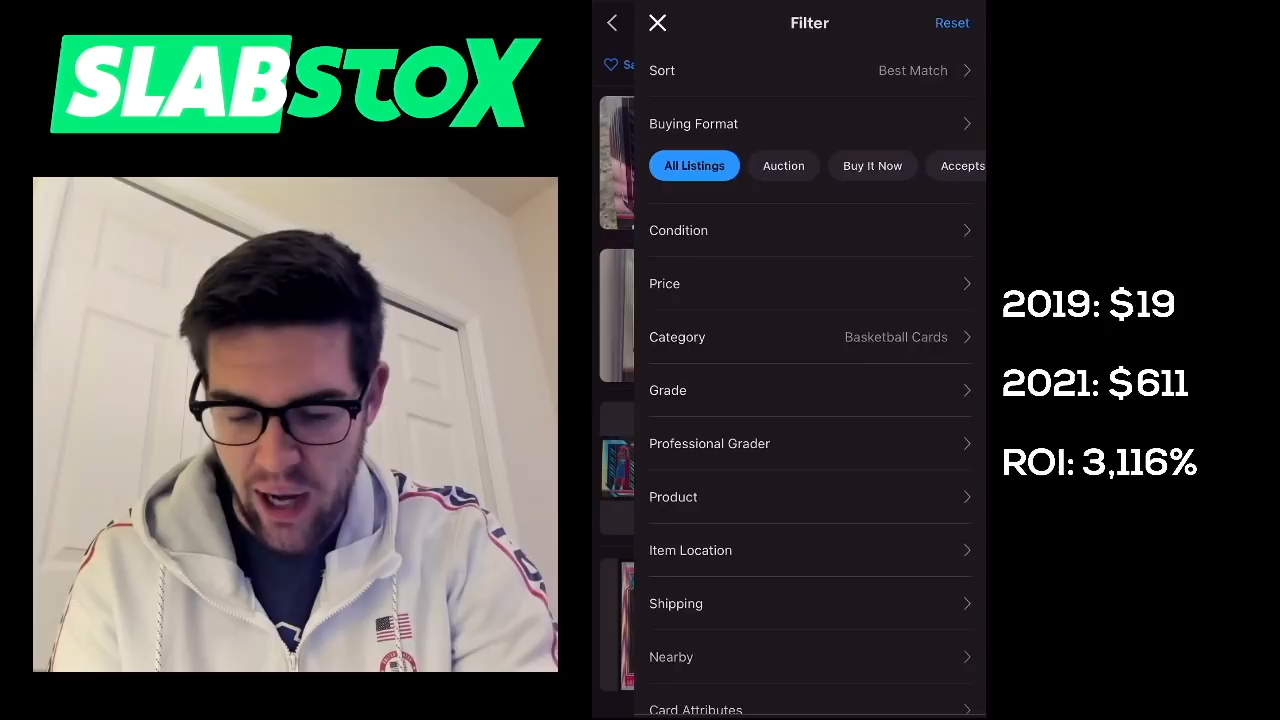 SLABSTOX
Filter
Reset
Sa
Sort
Best Match
Buying Format
All Listings
Auction
Buy It Now
Accepts
Condition
Price
Category
Basketball Cards
Grade
Professional Grader
Product
Item Location
Shipping
Nearby
Card Attributes
2019: $19
2021: $611
ROI: 3,116%